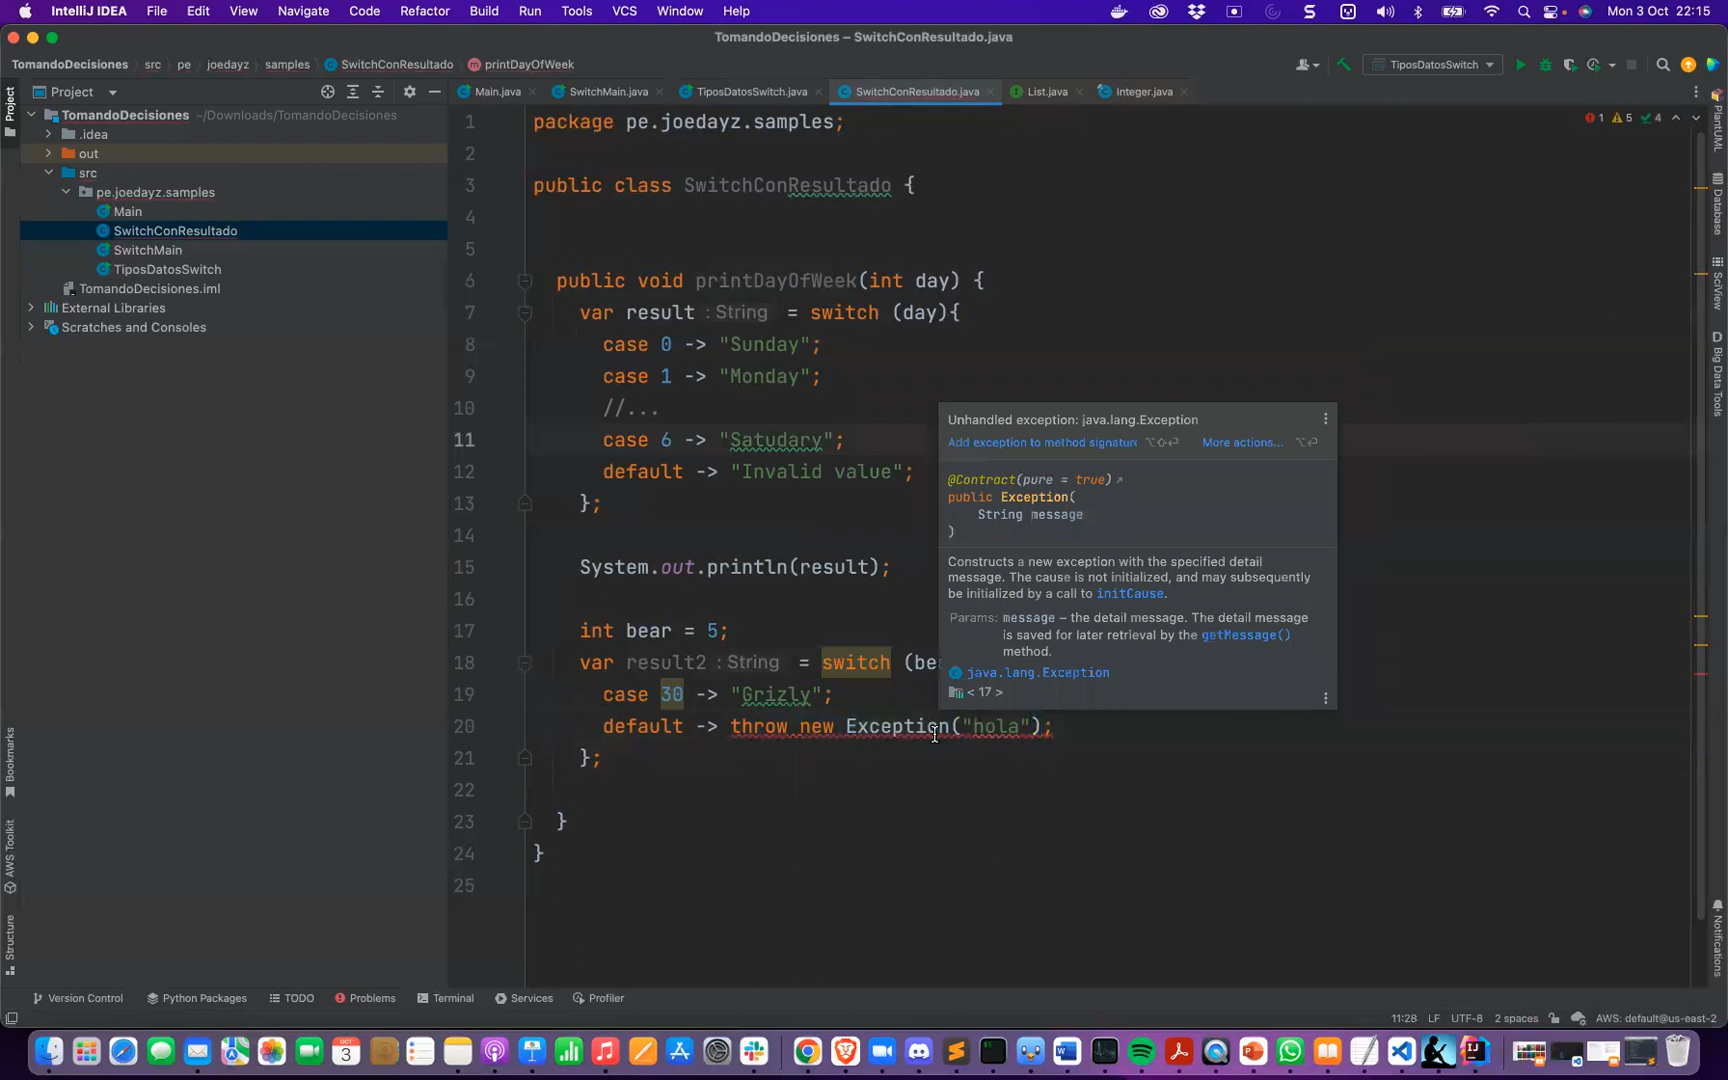 IntelliJ IDEA File Edit View Navigate Code Refactor Build Run Tools VCS Window Help Mon 3 Oct 22:15
TomandoDecisiones – SwitchConResultado.java
TomandoDecisiones src pe joedayz samples SwitchConResultado printDayOfWeek TiposDatosSwitch
Project Main.java SwitchMain.java TiposDatosSwitch.java SwitchConResultado.java List.java Integer.java
TomandoDecisiones ~/Downloads/TomandoDecisiones
.idea
out
src
pe.joedayz.samples
Main
SwitchConResultado
SwitchMain
TiposDatosSwitch
TomandoDecisiones.iml
External Libraries
Scratches and Consoles
1 package pe.joedayz.samples; 1 5 4
2
3 public class SwitchConResultado {
4
5
6 public void printDayOfWeek(int day) {
7 var result : String = switch (day){
8 case 0 -> "Sunday";
9 case 1 -> "Monday";
10 //...
11 case 6 -> "Satudary";
12 default -> "Invalid value";
13 };
14
15 System.out.println(result);
16
17 int bear = 5;
18 var result2 : String = switch (bea
19 case 30 -> "Grizly";
20 default -> throw new Exception("hola");
21 };
22
23 }
24 }
25
Unhandled exception: java.lang.Exception
Add exception to method signature ⌥⇧⏎ More actions... ⌥⏎
@Contract(pure = true)
public Exception(
String message
)
Constructs a new exception with the specified detail
message. The cause is not initialized, and may subsequently
be initialized by a call to initCause.
Params: message – the detail message. The detail message
is saved for later retrieval by the getMessage()
method.
java.lang.Exception
< 17 >
Project
Bookmarks
AWS Toolkit
Structure
PlantUML
Database
SciView
Big Data Tools
Notifications
Version Control Python Packages TODO Problems Terminal Services Profiler
11:28 LF UTF-8 2 spaces AWS: default@us-east-2
OCT
3